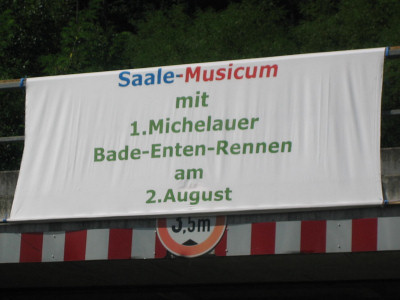 Saale-Musicum
mit
1.Michelauer
Bade-Enten-Rennen
am
2.August
3,5m